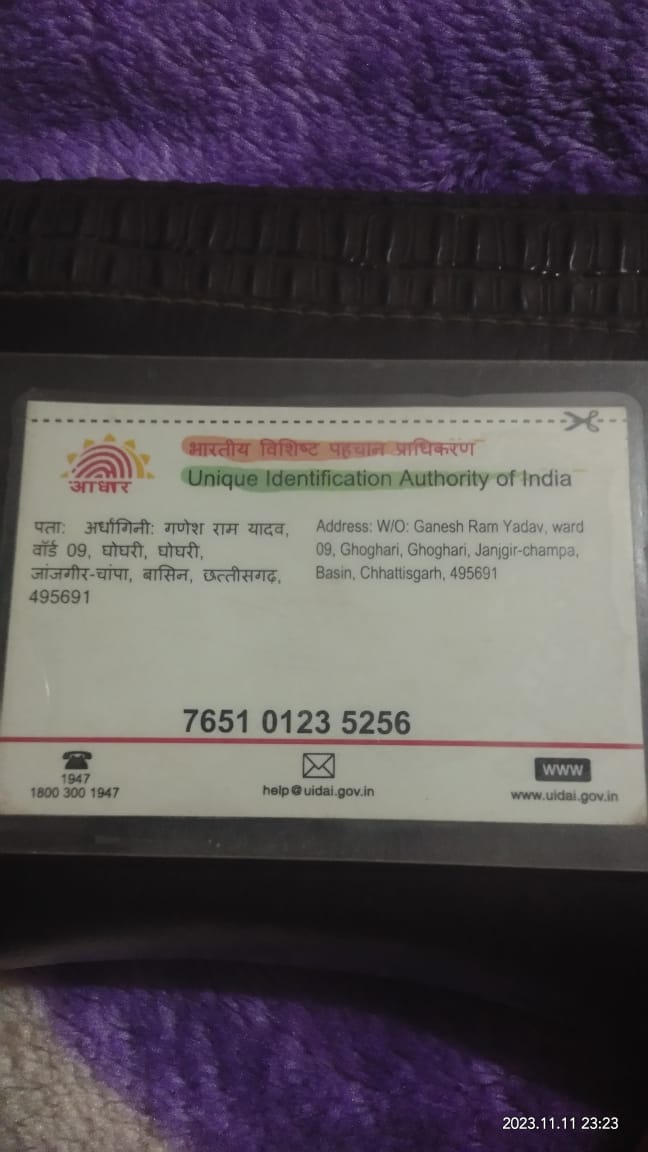 भारतीय विशिष्ट पहचान प्राधिकरण
Unique Identification Authority of India
आधार
पता: अर्धांगिनी: गणेश राम यादव,
वॉर्ड 09, घोघरी, घोघरी,
जांजगीर-चांपा, बासिन, छत्तीसगढ़,
495691
Address: W/O: Ganesh Ram Yadav, ward
09, Ghoghari, Ghoghari, Janjgir-champa,
Basin, Chhattisgarh, 495691
7651 0123 5256
1947
1800 300 1947
help@uidai.gov.in
WWW
www.uidai.gov.in
2023.11.11 23:23